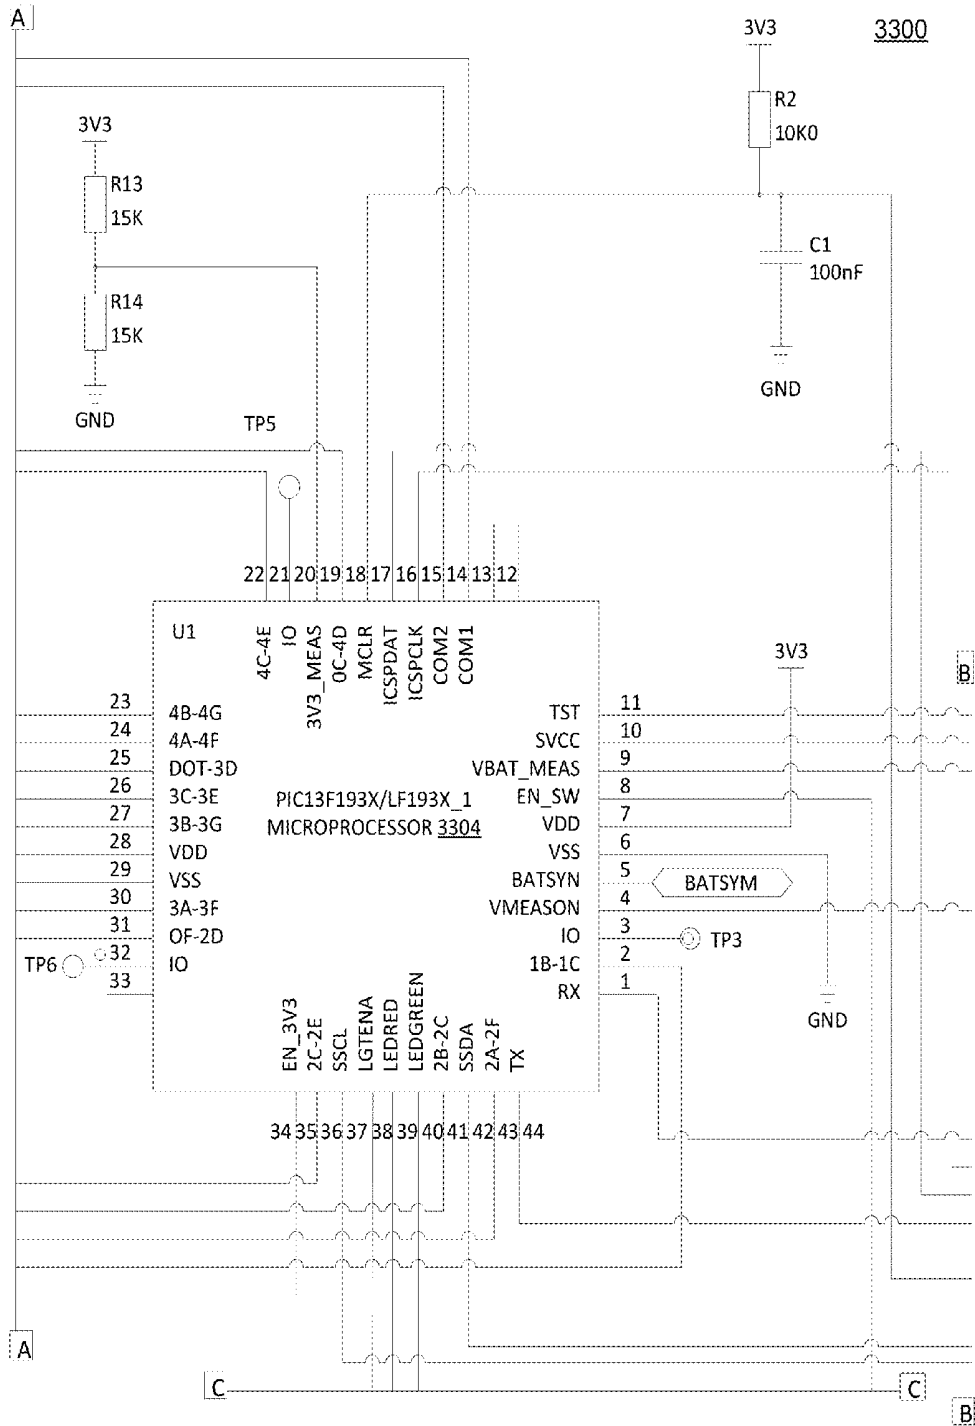 A
3V3
3300
R2
10K0
3V3
R13
15K
C1
100nF
R14
15K
GND
GND
TP5
22 21 20 19 18 17 16 15 14 13 12
U1
4C-4E
IO
3V3_MEAS
0C-4D
MCLR
ICSPDAT
ICSPCLK
COM2
COM1
3V3
B
23 4B-4G
24 4A-4F
25 DOT-3D
26 3C-3E
27 3B-3G
28 VDD
29 VSS
30 3A-3F
31 OF-2D
TP6 32 IO
33
PIC13F193X/LF193X_1
MICROPROCESSOR 3304
TST 11
SVCC 10
VBAT_MEAS 9
EN_SW 8
VDD 7
VSS 6
BATSYN 5 BATSYM
VMEASON 4
IO 3 TP3
1B-1C 2
RX 1
GND
EN_3V3
2C-2E
SSCL
LGTENA
LEDRED
LEDGREEN
2B-2C
SSDA
2A-2F
TX
34 35 36 37 38 39 40 41 42 43 44
A
C
C
B